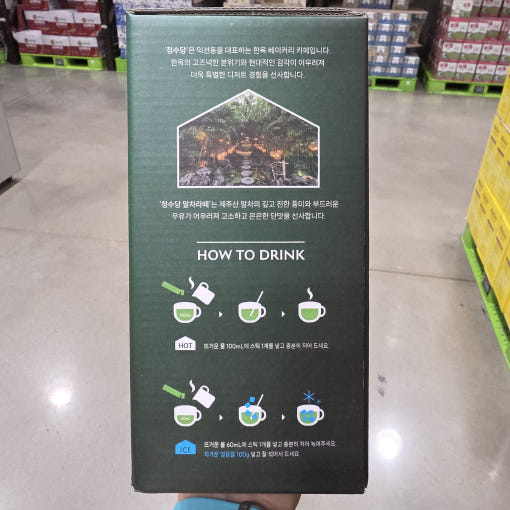 '청수당'은 익선동을 대표하는 한옥 베이커리 카페입니다.
한옥의 고즈넉한 분위기와 현대적인 감각이 어우러져
더욱 특별한 디저트 경험을 선사합니다.
'청수당 말차라떼'는 제주산 말차의 깊고 진한 풍미와 부드러운
우유가 어우러져 고소하고 은은한 단맛을 선사합니다.
HOW TO DRINK
HOT
뜨거운 물 100mL에 스틱 1개를 넣고 충분히 저어 드세요
ICE
뜨거운 물 60mL에 스틱 1개를 넣고 충분히 저어 녹여주세요
차가운 얼음을 100g 넣고 잘 섞어서 드세요